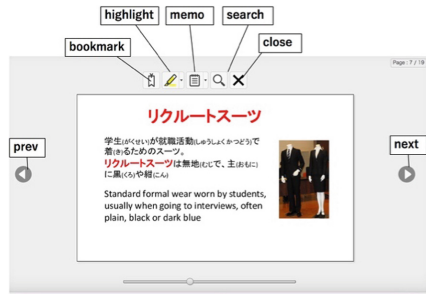 highlight
memo
search
bookmark
close
Page : 7 / 18
prev
next
リクルートスーツ
学生(がくせい)が就職活動(しゅうしょくかつどう)で
着(き)るためのスーツ。
リクルートスーツは無地(むじ)で、主(おも)に
に黒(くろ)や紺(こん)
Standard formal wear worn by students,
usually when going to interviews, often
plain, black or dark blue